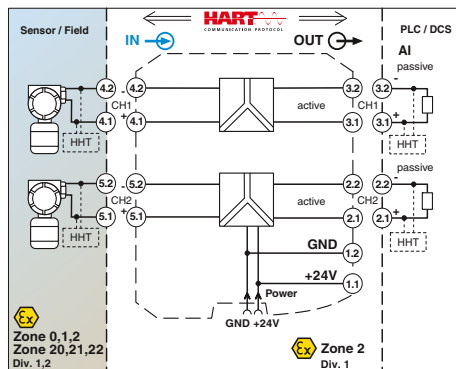 Sensor / Field
HART
COMMUNICATION PROTOCOL
PLC / DCS
IN
OUT
AI
passive
4.2
-
4.2
3.2
3.2
-
CH1
active
CH1
4.1
+
4.1
3.1
3.1
+
HHT
HHT
passive
5.2
-
5.2
2.2
2.2
-
CH2
active
CH2
5.1
+
5.1
2.1
2.1
+
HHT
HHT
GND
1.2
+24V
1.1
Power
GND +24V
Ex
Zone 0,1,2
Zone 20,21,22
Div. 1,2
Ex
Zone 2
Div. 1